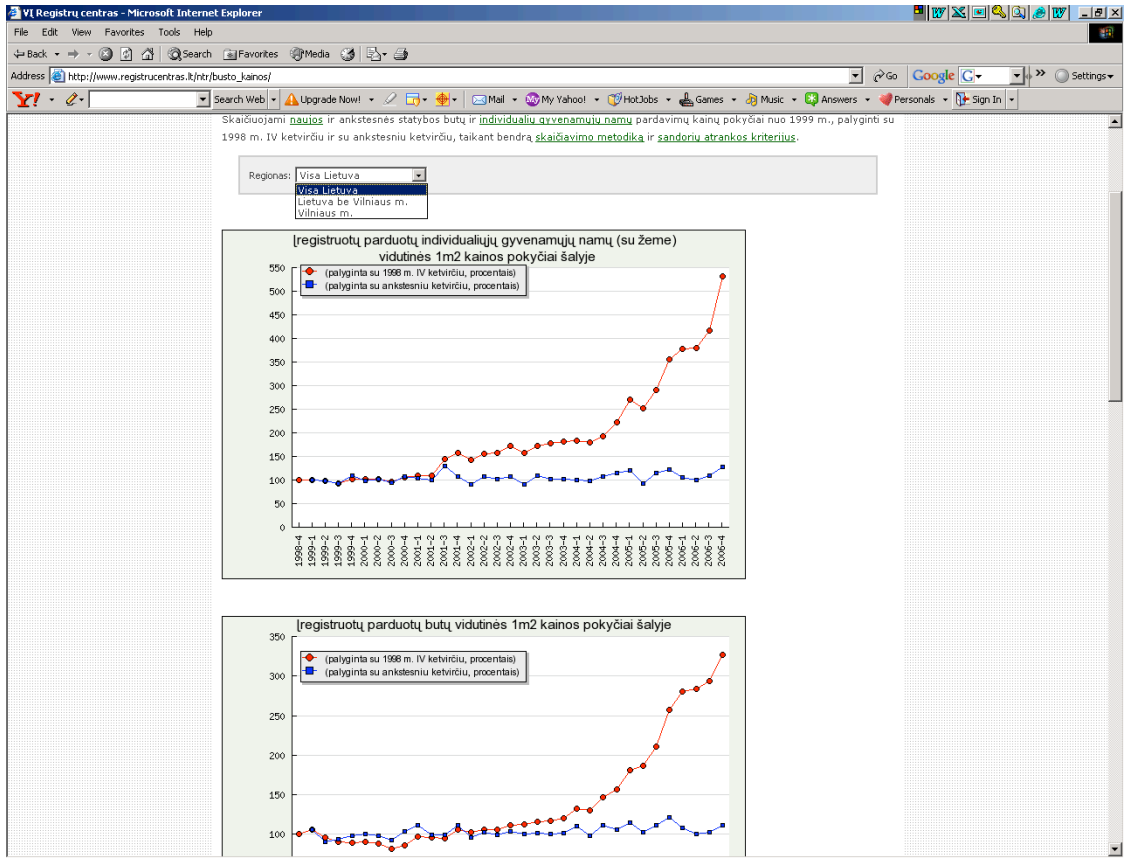 VĮ Registrų centras - Microsoft Internet Explorer
File Edit View Favorites Tools Help
Back Search Favorites Media
Address http://www.registrucentras.lt/ntr/busto_kainos/ Go Google G Settings
Y! Search Web Upgrade Now! Mail My Yahoo! HotJobs Games Music Answers Personals Sign In
Skaičiuojami naujos ir ankstesnės statybos butų ir individualių gyvenamųjų namų pardavimų kainų pokyčiai nuo 1999 m., palyginti su
1998 m. IV ketvirčiu ir su ankstesniu ketvirčiu, taikant bendrą skaičiavimo metodiką ir sandorių atrankos kriterijus.
Regionas: Visa Lietuva
Visa Lietuva
Lietuva be Vilniaus m.
Vilniaus m.
Įregistruotų parduotų individualiųjų gyvenamųjų namų (su žeme)
vidutinės 1m2 kainos pokyčiai šalyje
(palyginta su 1998 m. IV ketvirčiu, procentais)
(palyginta su ankstesniu ketvirčiu, procentais)
550
500
450
400
350
300
250
200
150
100
50
0
1998-4 1999-1 1999-2 1999-3 1999-4 2000-1 2000-2 2000-3 2000-4 2001-1 2001-2 2001-3 2001-4 2002-1 2002-2 2002-3 2002-4 2003-1 2003-2 2003-3 2003-4 2004-1 2004-2 2004-3 2004-4 2005-1 2005-2 2005-3 2005-4 2006-1 2006-2 2006-3 2006-4
Įregistruotų parduotų butų vidutinės 1m2 kainos pokyčiai šalyje
(palyginta su 1998 m. IV ketvirčiu, procentais)
(palyginta su ankstesniu ketvirčiu, procentais)
350
300
250
200
150
100